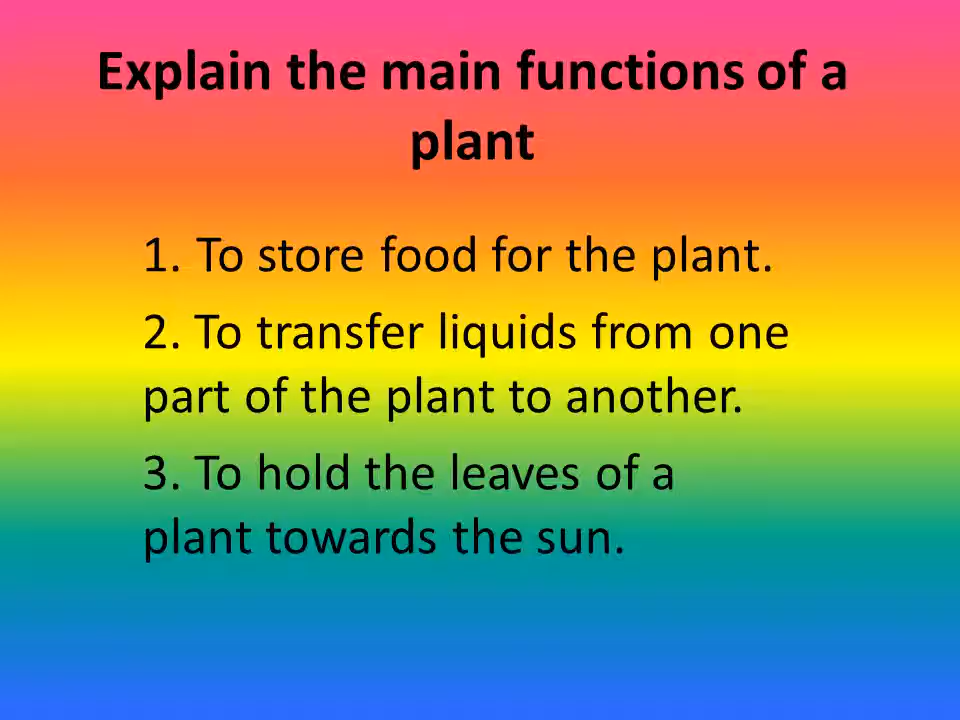 Explain the main functions of a
plant
1. To store food for the plant.
2. To transfer liquids from one
part of the plant to another.
3. To hold the leaves of a
plant towards the sun.